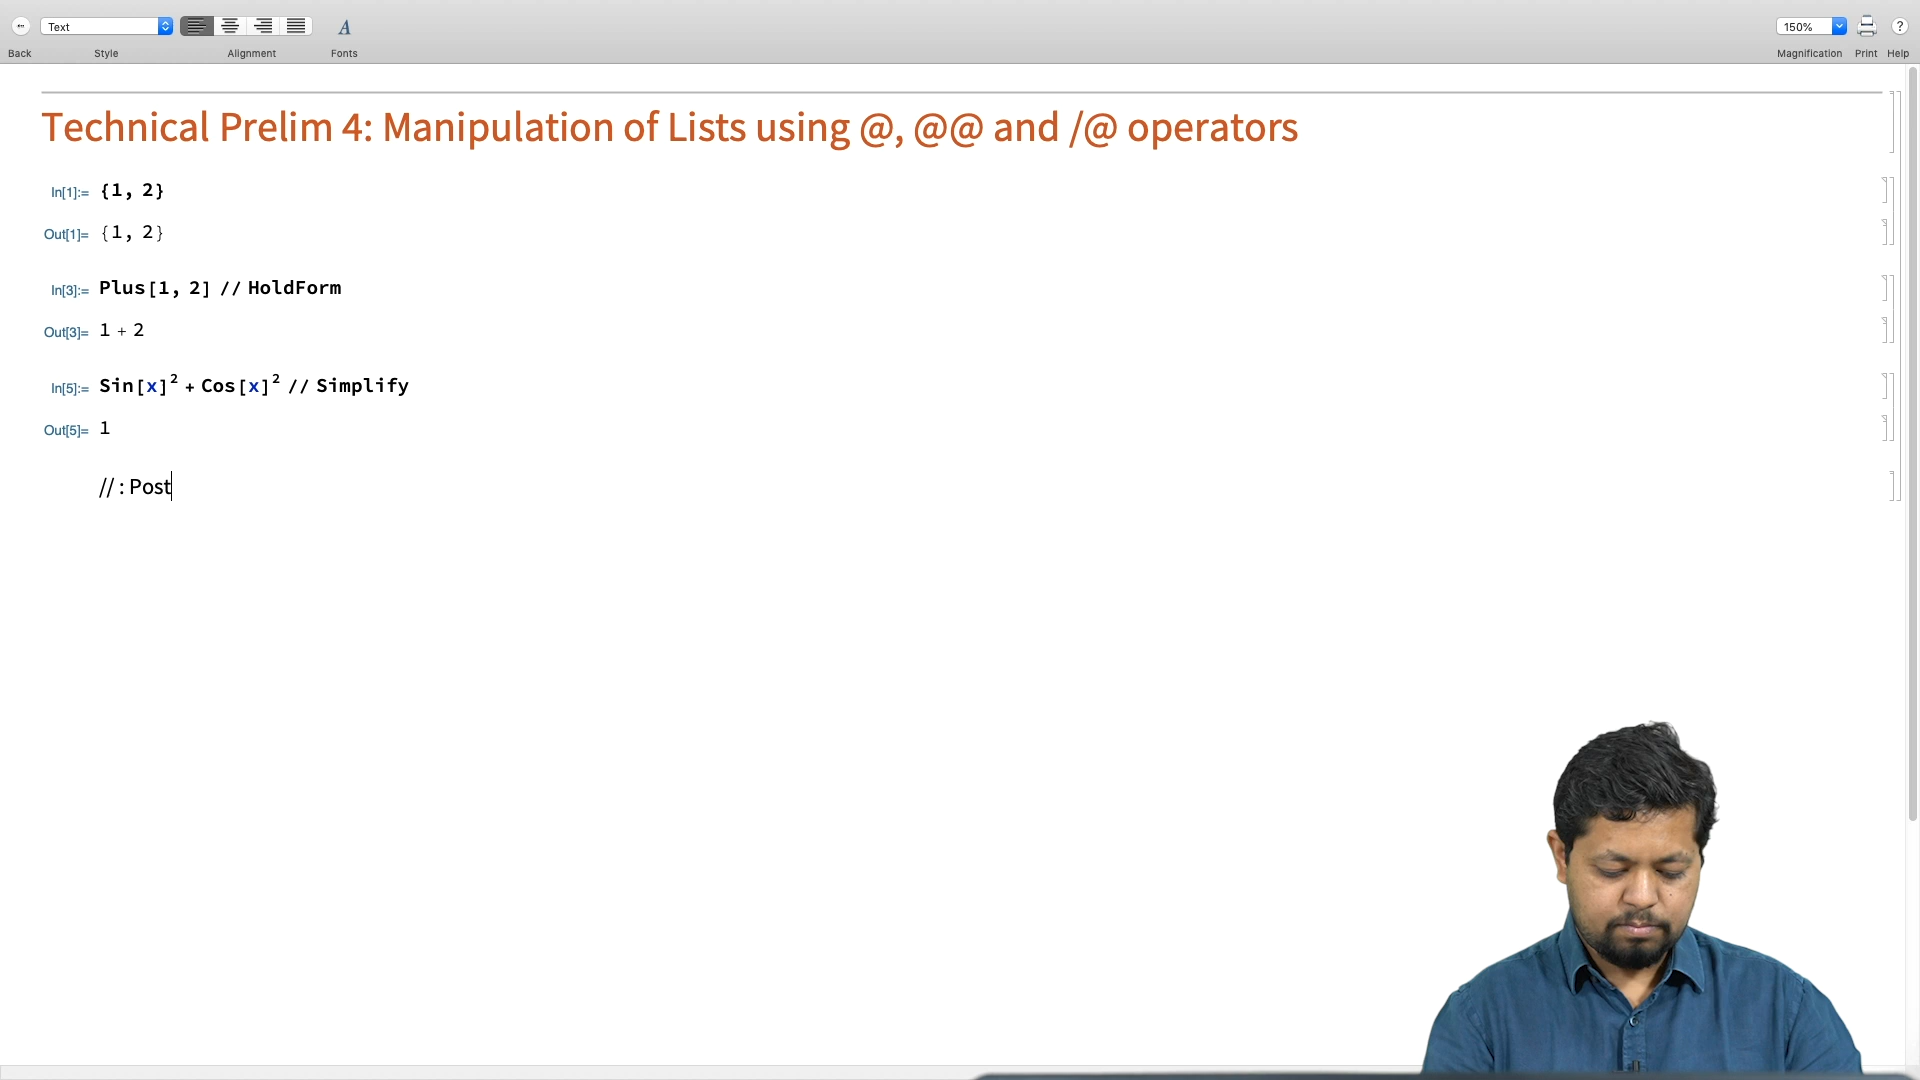 Text
150%
Back
Style
Alignment
Fonts
Magnification
Print
Help
Technical Prelim 4: Manipulation of Lists using @, @@ and /@ operators
In[1]:= {1, 2}
Out[1]= {1, 2}
In[3]:= Plus[1, 2] // HoldForm
Out[3]= 1 + 2
In[5]:= Sin[x]² + Cos[x]² // Simplify
Out[5]= 1
// : Post